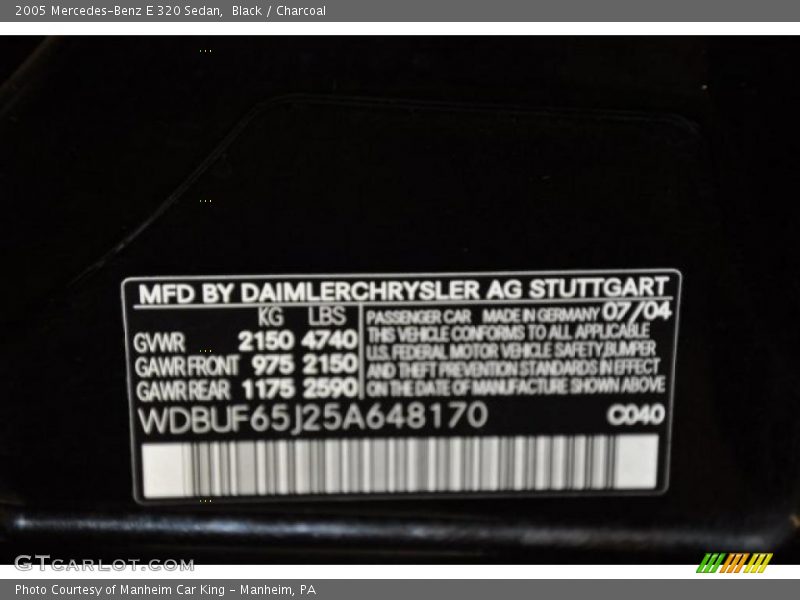 2005 Mercedes-Benz E 320 Sedan, Black / Charcoal
MFD BY DAIMLERCHRYSLER AG STUTTGART
KG LBS
GVWR 2150 4740
GAWR FRONT 975 2150
GAWR REAR 1175 2590
PASSENGER CAR MADE IN GERMANY 07/04
THIS VEHICLE CONFORMS TO ALL APPLICABLE
U.S. FEDERAL MOTOR VEHICLE SAFETY, BUMPER
AND THEFT PREVENTION STANDARDS IN EFFECT
ON THE DATE OF MANUFACTURE SHOWN ABOVE
WDBUF65J25A648170 C040
GTCARLOT.COM
Photo Courtesy of Manheim Car King - Manheim, PA